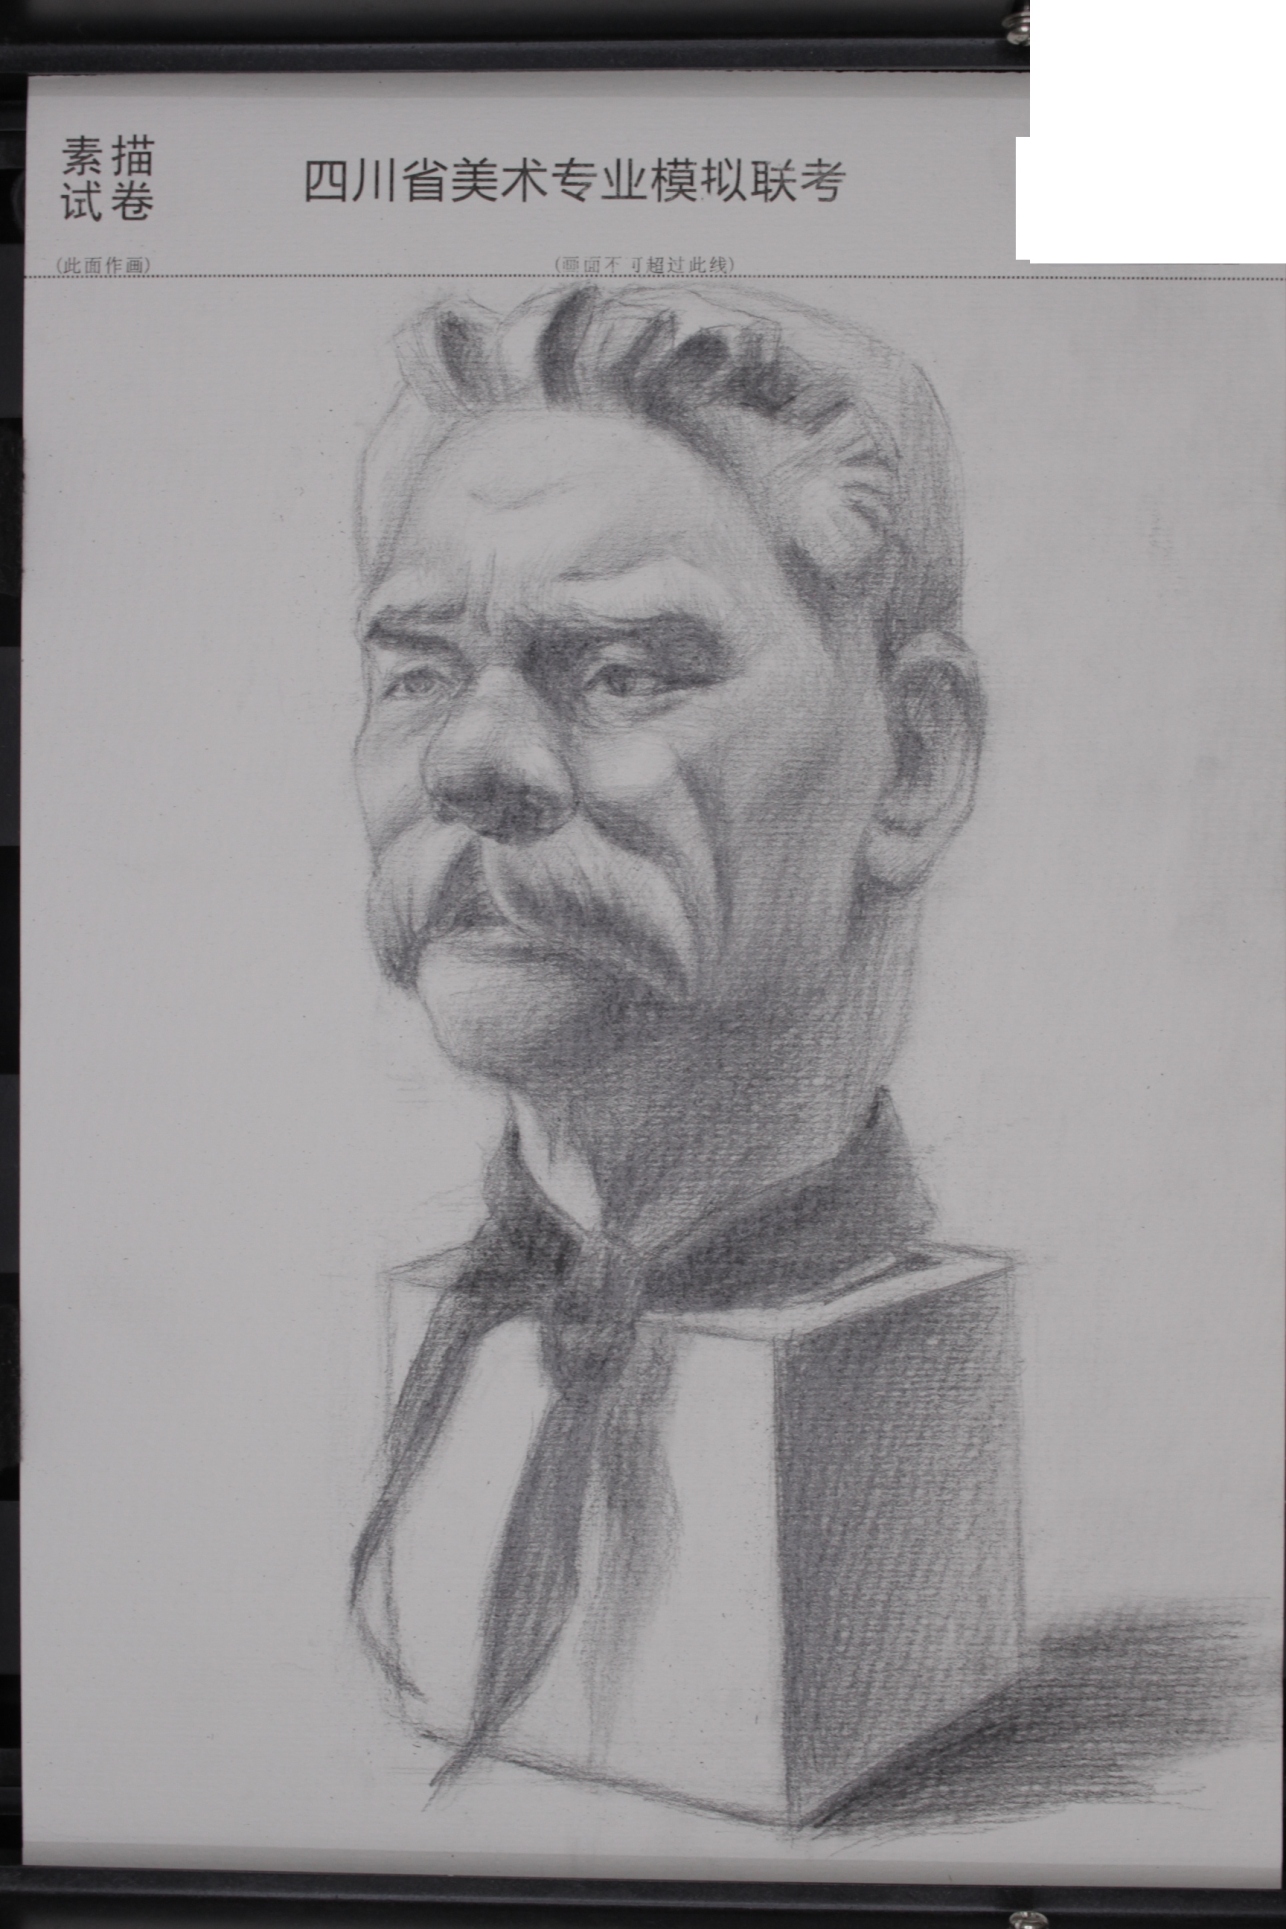 素描
试卷
四川省美术专业模拟联考
(此面作画)
(画面不可超过此线)